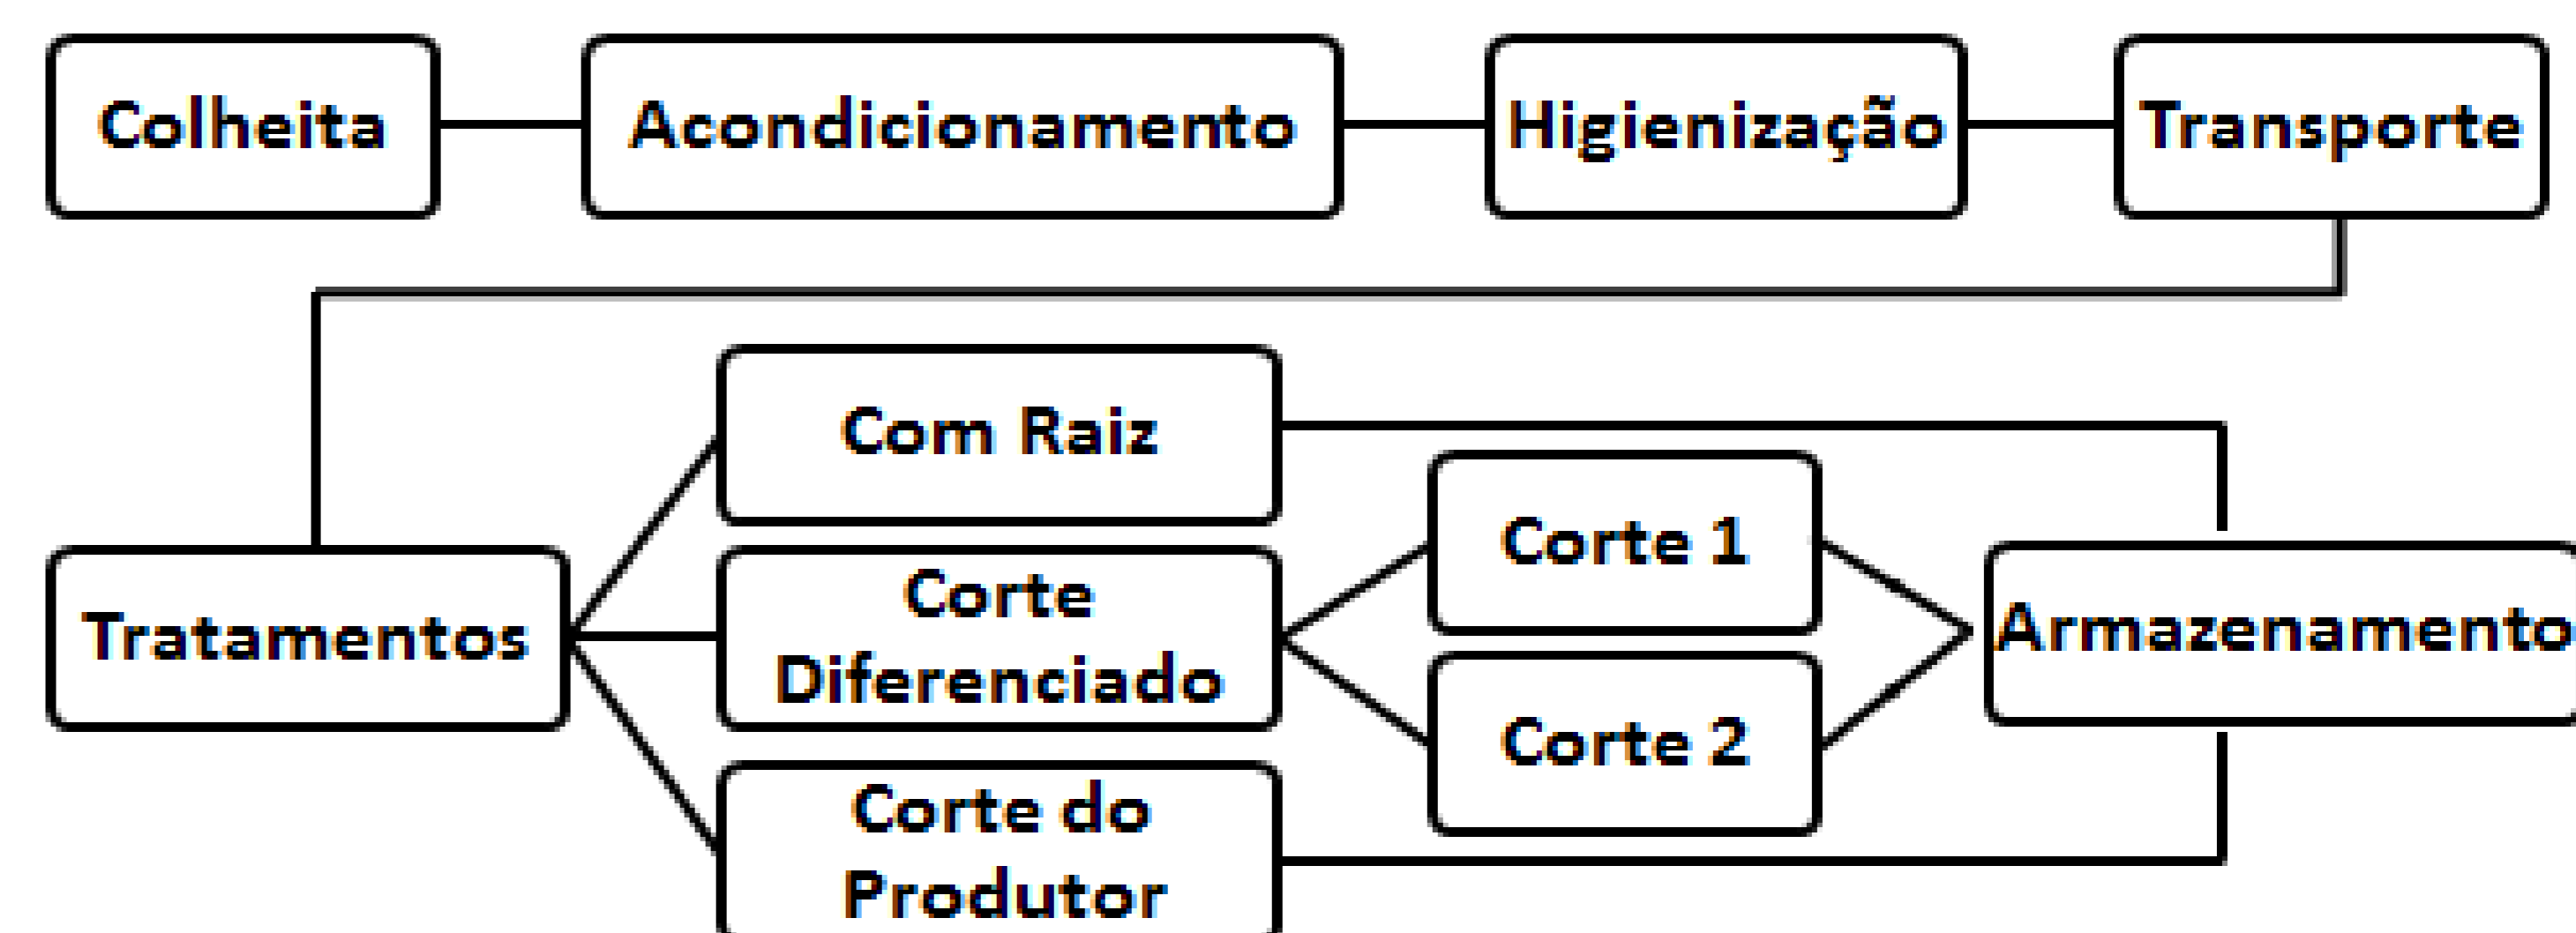 Colheita
Acondicionamento
Higienização
Transporte
Com Raiz
Tratamentos
Corte
Diferenciado
Corte 1
Corte 2
Armazenamento
Corte do
Produtor